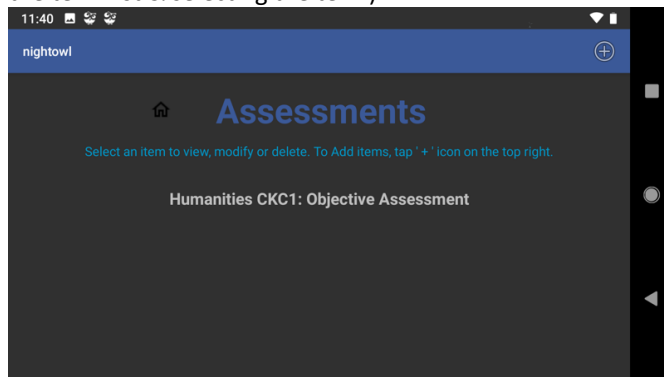 11:40
nightowl
Assessments
Select an item to view, modify or delete. To Add items, tap ' + ' icon on the top right.
Humanities CKC1: Objective Assessment